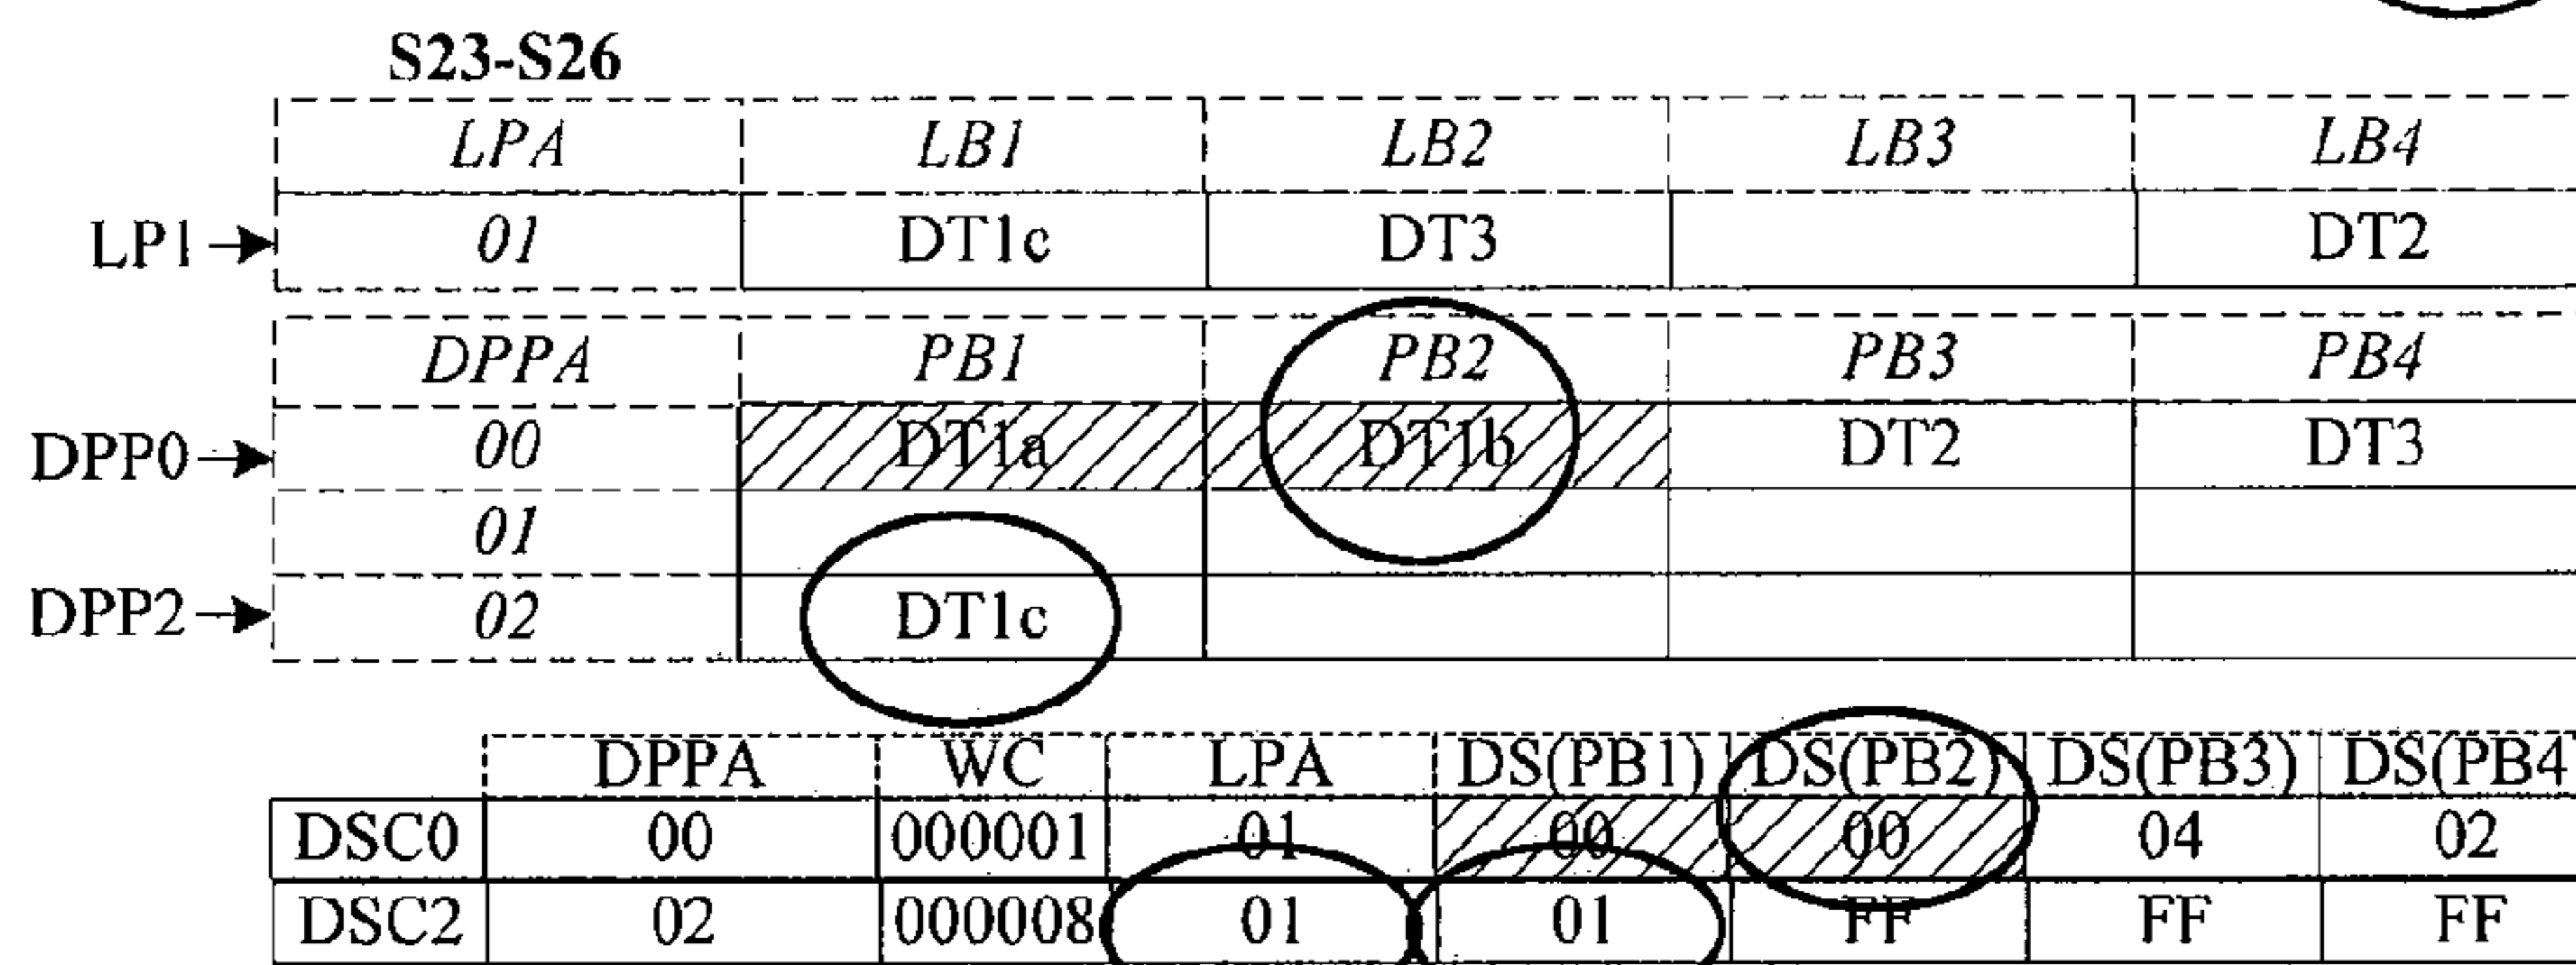 S23-S26
LPA LB1 LB2 LB3 LB4
LP1 01 DT1c DT3 DT2
DPPA PB1 PB2 PB3 PB4
DPP0 00 DT1a DT1b DT2 DT3
01
DPP2 02 DT1c
DPPA WC LPA DS(PB1) DS(PB2) DS(PB3) DS(PB4
DSC0 00 000001 01 00 00 04 02
DSC2 02 000008 01 01 FF FF FF